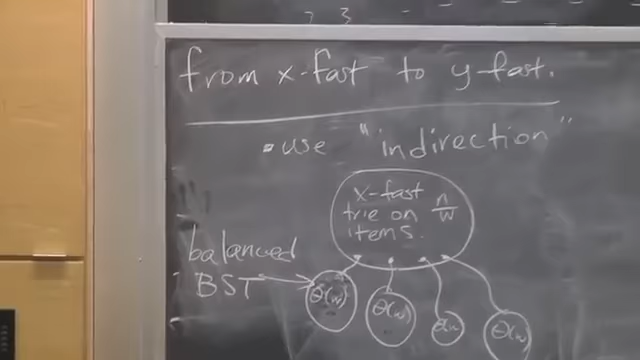 from x-fast to y-fast.
• use "indirection"
x-fast
trie on n/w
items.
balanced
BST
Θ(w)
Θ(w)
Θ(w)
Θ(w)